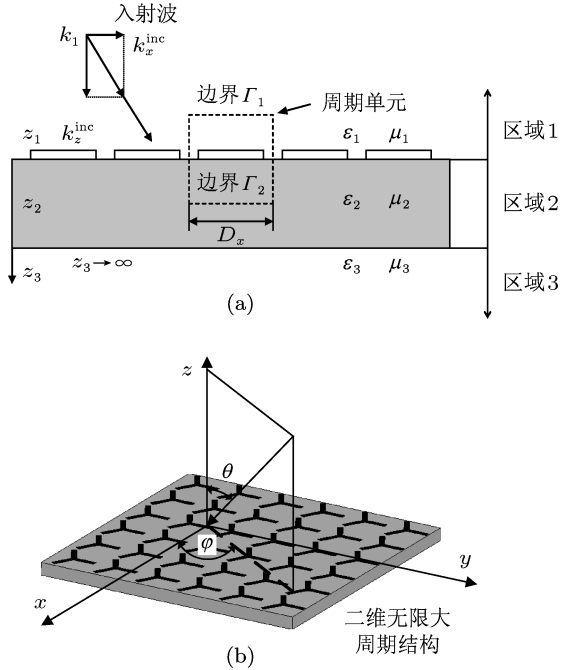 入射波
k₁
kₓⁱⁿᶜ
边界Γ₁
周期单元
z₁
k_z^inc
ε₁
μ₁
区域1
边界Γ₂
z₂
ε₂
μ₂
区域2
Dₓ
z₃
z₃→∞
ε₃
μ₃
区域3
(a)
z
θ
φ
y
x
二维无限大
周期结构
(b)